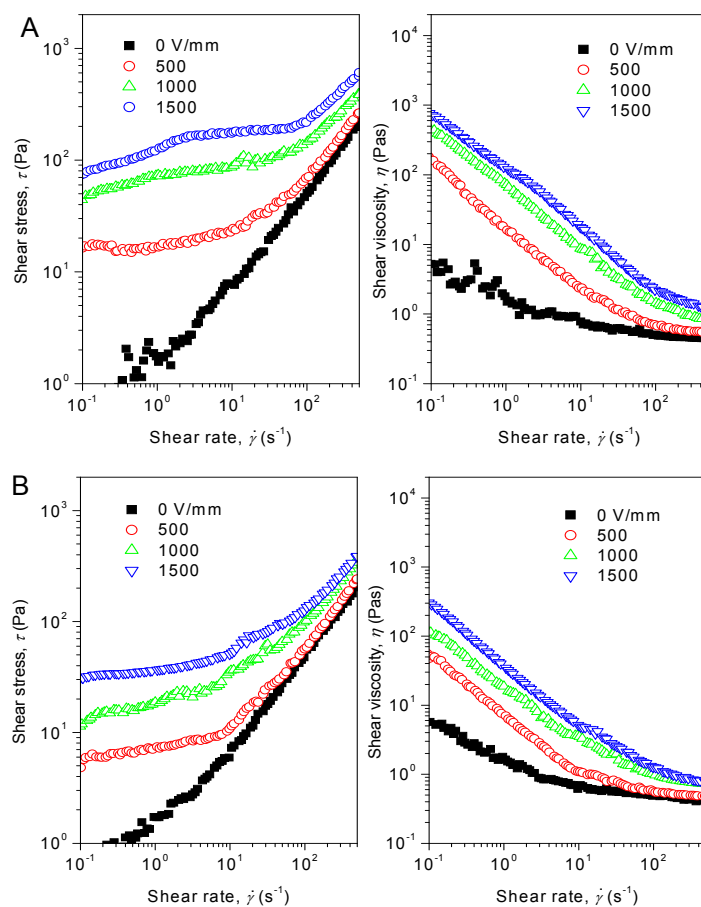 A
10³
10²
10¹
10⁰
Shear stress, τ (Pa)
0 V/mm
500
1000
1500
10⁻¹ 10⁰ 10¹ 10²
Shear rate, γ̇ (s⁻¹)
10⁴
10³
10²
10¹
10⁰
10⁻¹
Shear viscosity, η (Pas)
0 V/mm
500
1000
1500
10⁻¹ 10⁰ 10¹ 10²
Shear rate, γ̇ (s⁻¹)
B
10³
10²
10¹
10⁰
Shear stress, τ (Pa)
0 V/mm
500
1000
1500
10⁻¹ 10⁰ 10¹ 10²
Shear rate, γ̇ (s⁻¹)
10⁴
10³
10²
10¹
10⁰
10⁻¹
Shear viscosity, η (Pas)
0 V/mm
500
1000
1500
10⁻¹ 10⁰ 10¹ 10²
Shear rate, γ̇ (s⁻¹)